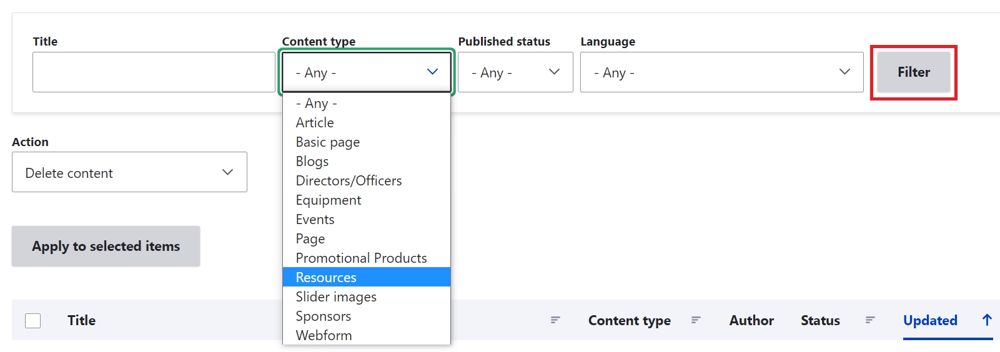 Title Content type Published status Language
- Any - - Any - - Any - Filter
- Any -
Article
Basic page
Blogs
Directors/Officers
Equipment
Events
Page
Promotional Products
Resources
Slider images
Sponsors
Webform
Action
Delete content
Apply to selected items
Title Content type Author Status Updated